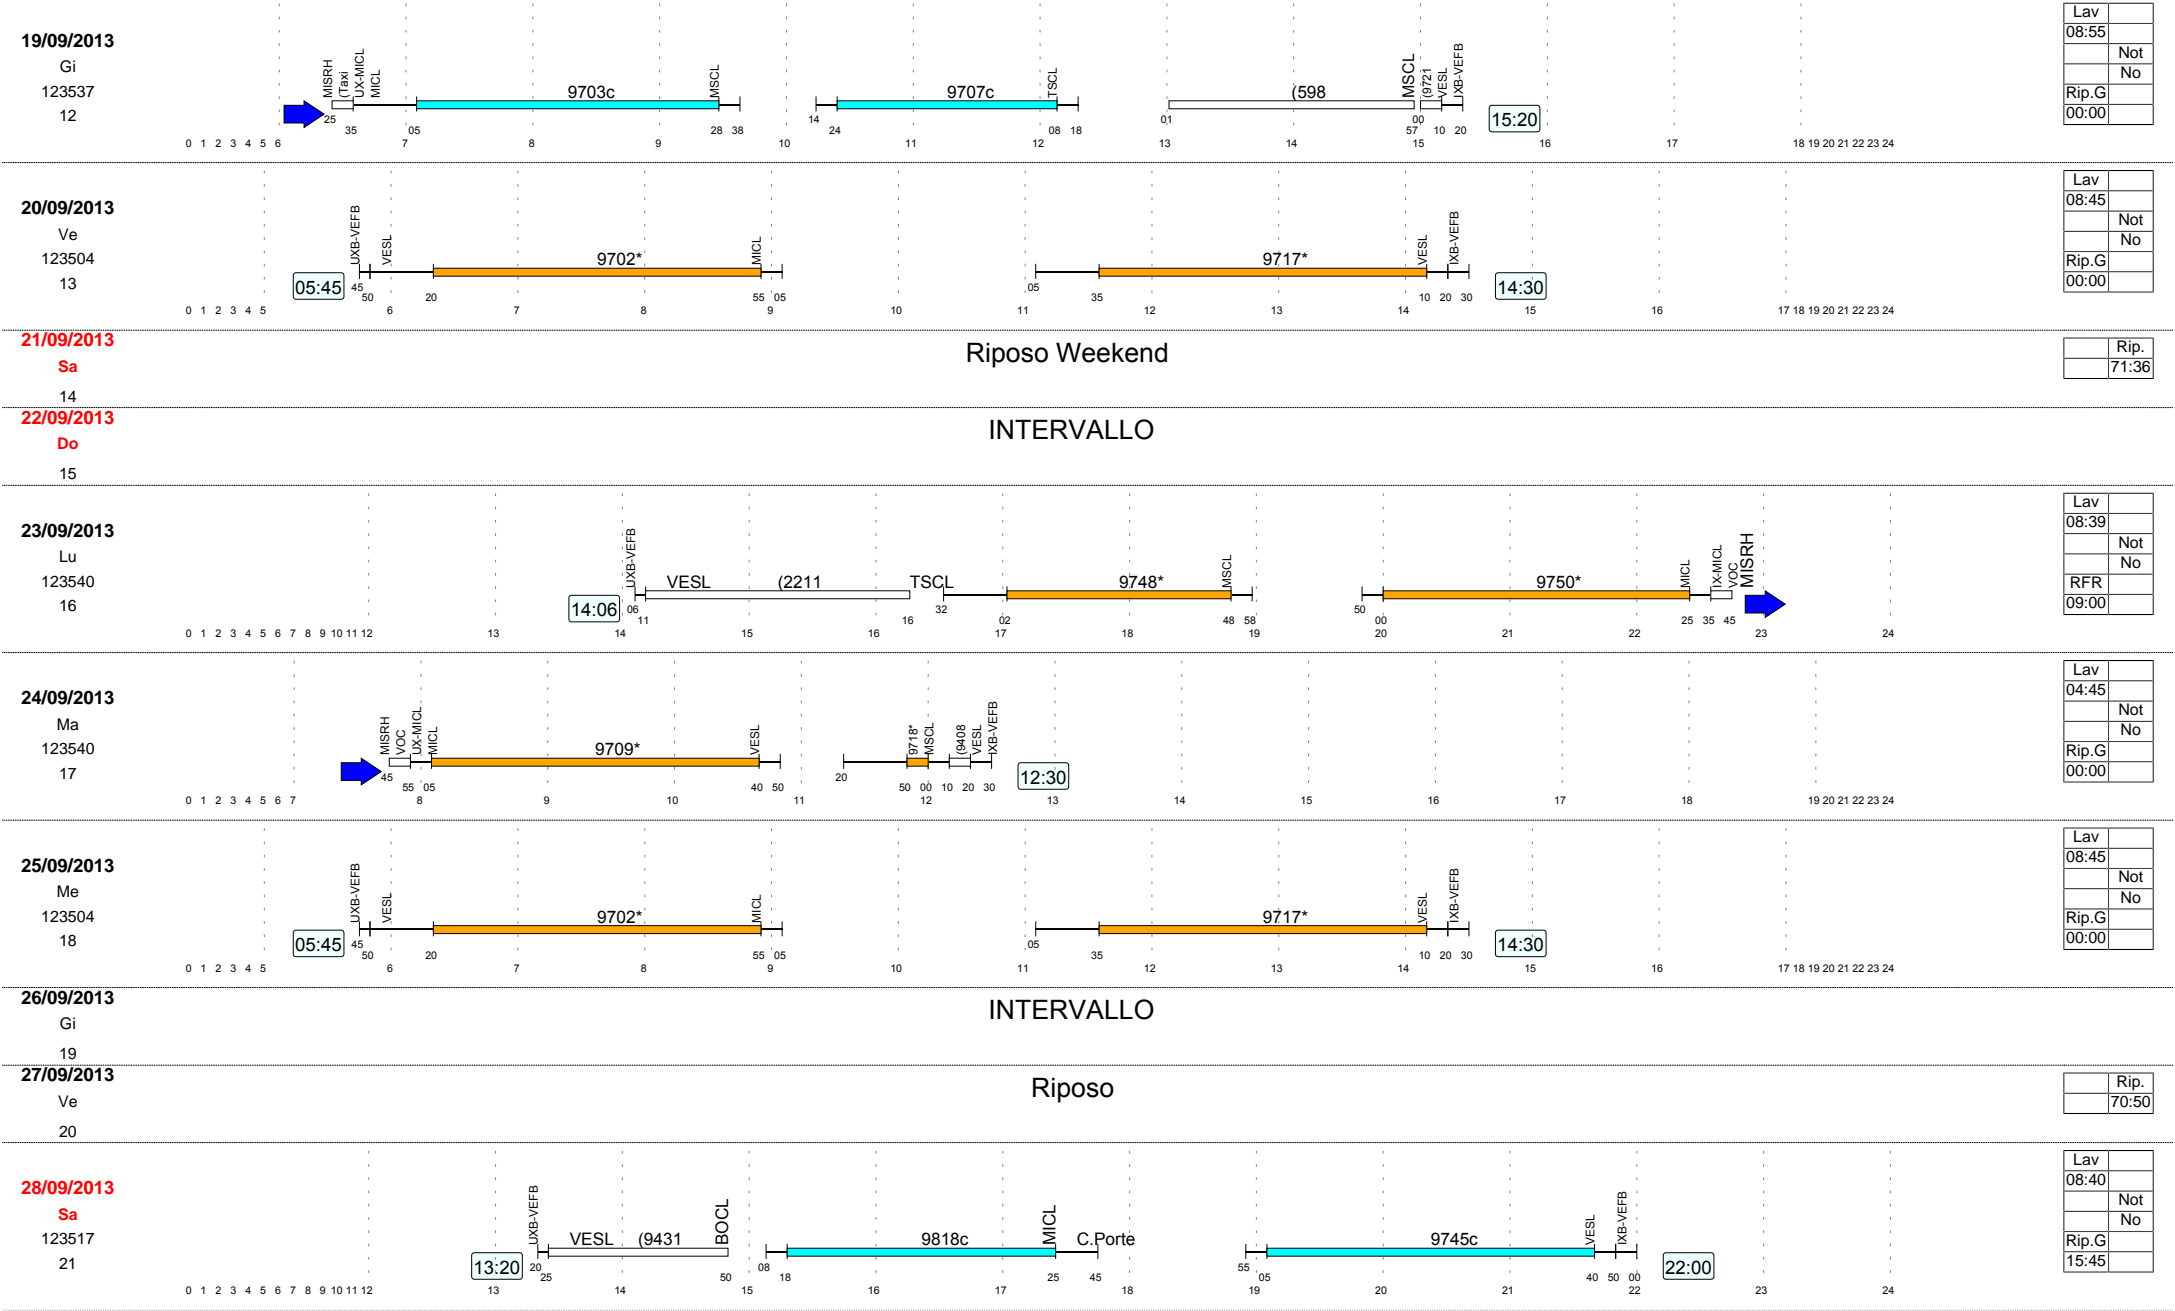 19/09/2013
Gi
123537
12
MISRH
(Taxi
UX-MICL
MICL
9703c
MSCL
9707c
TSCL
(598
MSCL
(9721
VESL
IXB-VEFB
25 35 05 28 38 14 24 08 18 01 57 00 10 20
15:20
0 1 2 3 4 5 6 7 8 9 10 11 12 13 14 15 16 17 18 19 20 21 22 23 24
Lav
08:55
Not
No
Rip.G
00:00
20/09/2013
Ve
123504
13
05:45
UXB-VEFB
VESL
9702*
MICL
9717*
VESL
IXB-VEFB
45 50 20 55 05 05 35 10 20 30
14:30
0 1 2 3 4 5 6 7 8 9 10 11 12 13 14 15 16 17 18 19 20 21 22 23 24
Lav
08:45
Not
No
Rip.G
00:00
21/09/2013
Sa
14
Riposo Weekend
Rip.
71:36
22/09/2013
Do
15
INTERVALLO
23/09/2013
Lu
123540
16
14:06
UXB-VEFB
VESL
(2211
TSCL
9748*
MSCL
9750*
MICL
IX-MICL
VOC
MISRH
06 11 16 32 02 48 58 50 00 25 35 45
0 1 2 3 4 5 6 7 8 9 10 11 12 13 14 15 16 17 18 19 20 21 22 23 24
Lav
08:39
Not
No
RFR
09:00
24/09/2013
Ma
123540
17
MISRH
VOC
UX-MICL
MICL
9709*
VESL
9718*
MSCL
(9408
VESL
IXB-VEFB
45 55 05 40 50 20 50 00 10 20 30
12:30
0 1 2 3 4 5 6 7 8 9 10 11 12 13 14 15 16 17 18 19 20 21 22 23 24
Lav
04:45
Not
No
Rip.G
00:00
25/09/2013
Me
123504
18
05:45
UXB-VEFB
VESL
9702*
MICL
9717*
VESL
IXB-VEFB
45 50 20 55 05 05 35 10 20 30
14:30
0 1 2 3 4 5 6 7 8 9 10 11 12 13 14 15 16 17 18 19 20 21 22 23 24
Lav
08:45
Not
No
Rip.G
00:00
26/09/2013
Gi
19
INTERVALLO
27/09/2013
Ve
20
Riposo
Rip.
70:50
28/09/2013
Sa
123517
21
13:20
UXB-VEFB
VESL
(9431
BOCL
9818c
MICL
C.Porte
9745c
VESL
IXB-VEFB
20 25 50 08 18 25 45 55 05 40 50 00
22:00
0 1 2 3 4 5 6 7 8 9 10 11 12 13 14 15 16 17 18 19 20 21 22 23 24
Lav
08:40
Not
No
Rip.G
15:45